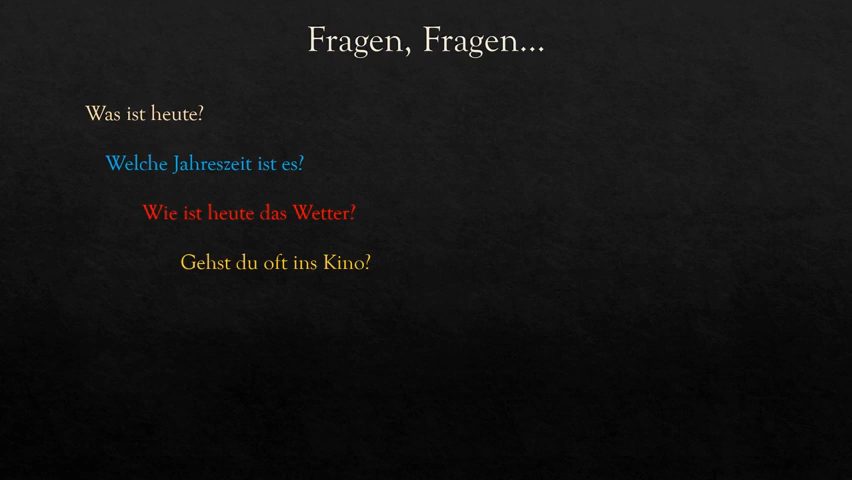 Fragen, Fragen...
Was ist heute?
Welche Jahreszeit ist es?
Wie ist heute das Wetter?
Gehst du oft ins Kino?